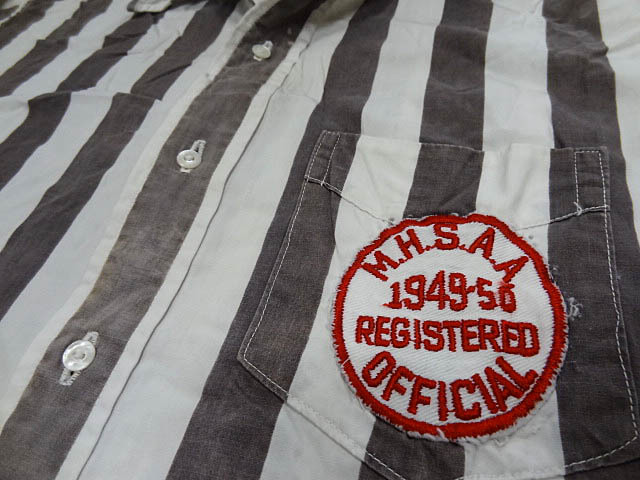 M.H.S.A.A
1949-50
REGISTERED
OFFICIAL